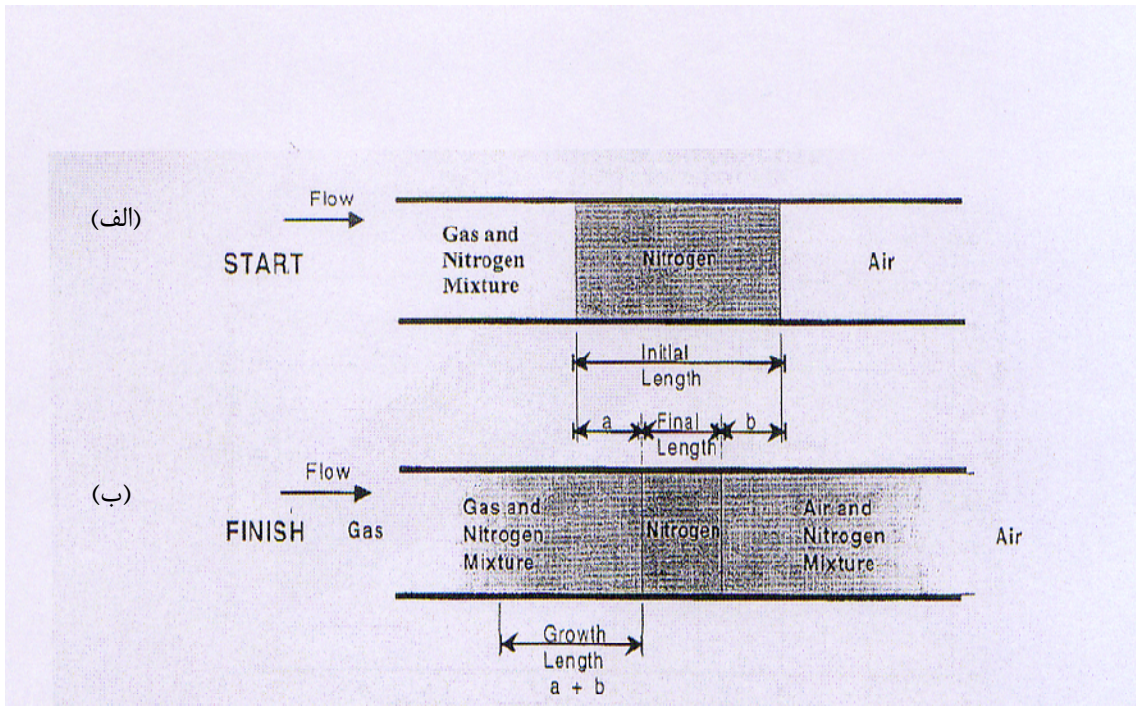 (الف)
Flow
START
Gas and
Nitrogen
Mixture
Nitrogen
Air
Initial
Length
a
Final
Length
b
(ب)
Flow
FINISH
Gas
Gas and
Nitrogen
Mixture
Nitrogen
Air and
Nitrogen
Mixture
Air
Growth
Length
a + b